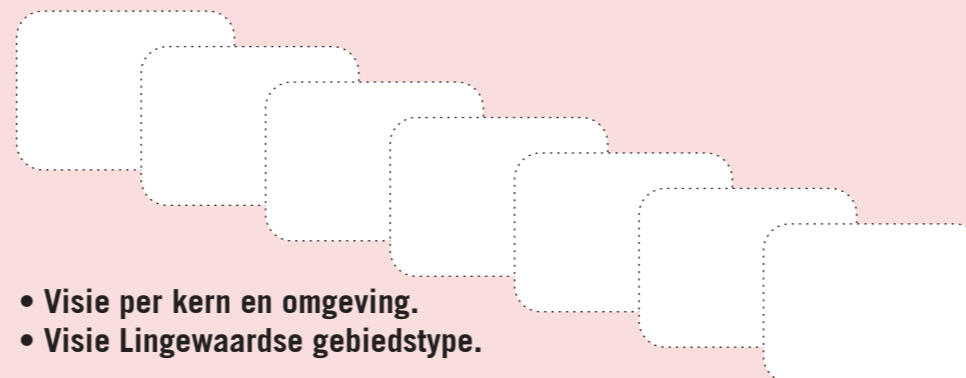 • Visie per kern en omgeving.
• Visie Lingewaardse gebiedstype.